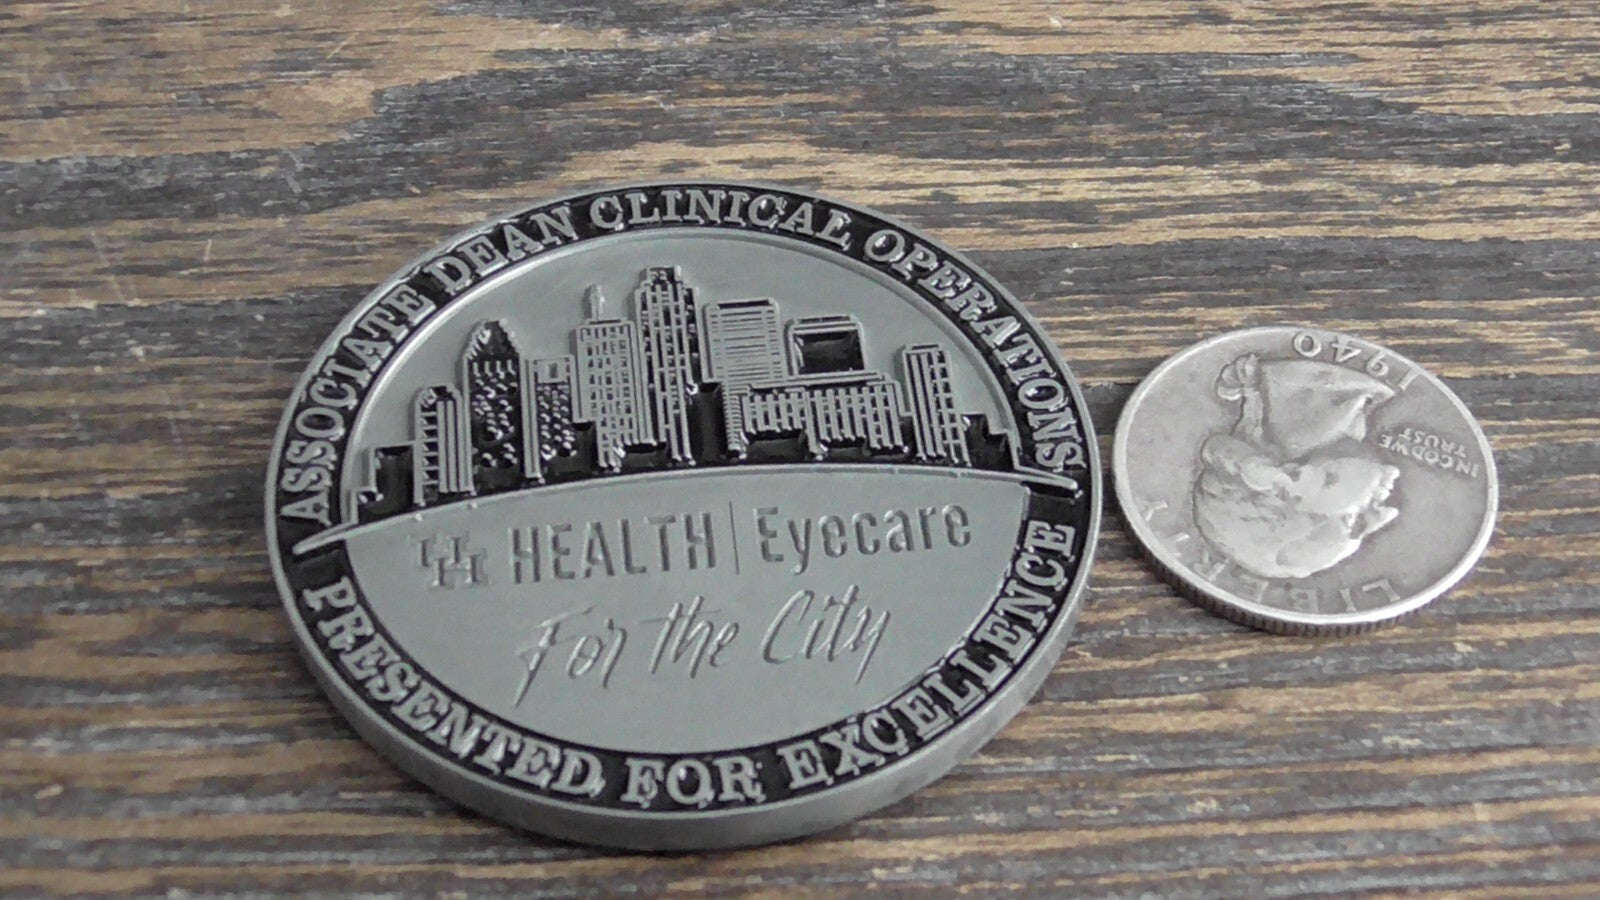 ASSOCIATE DEAN CLINICAL OPERATIONS
UH HEALTH | Eyecare
For the City
PRESENTED FOR EXCELLENCE
LIBERTY
IN GOD WE
TRUST
1940